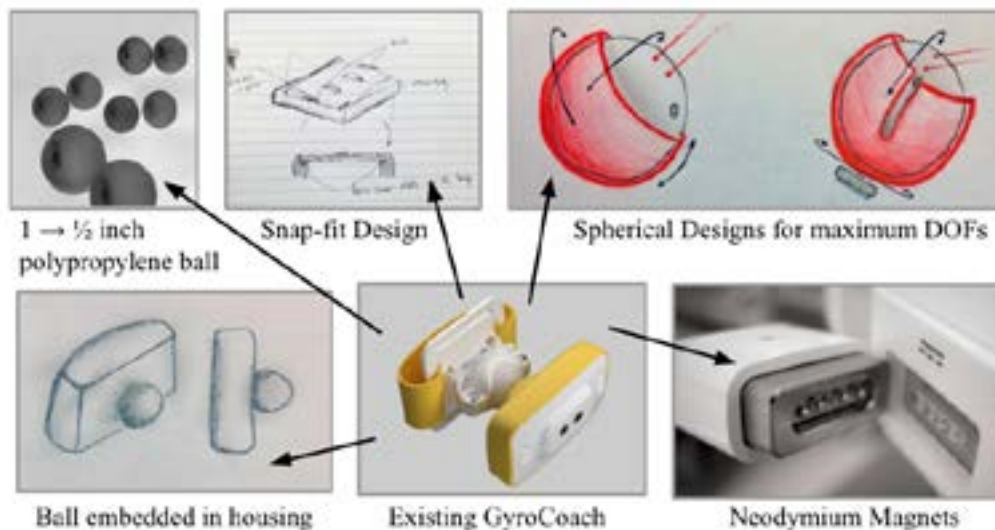 1 → ½ inch
polypropylene ball
Snap-fit Design
Spherical Designs for maximum DOFs
Ball embedded in housing
Existing GyroCoach
Neodymium Magnets